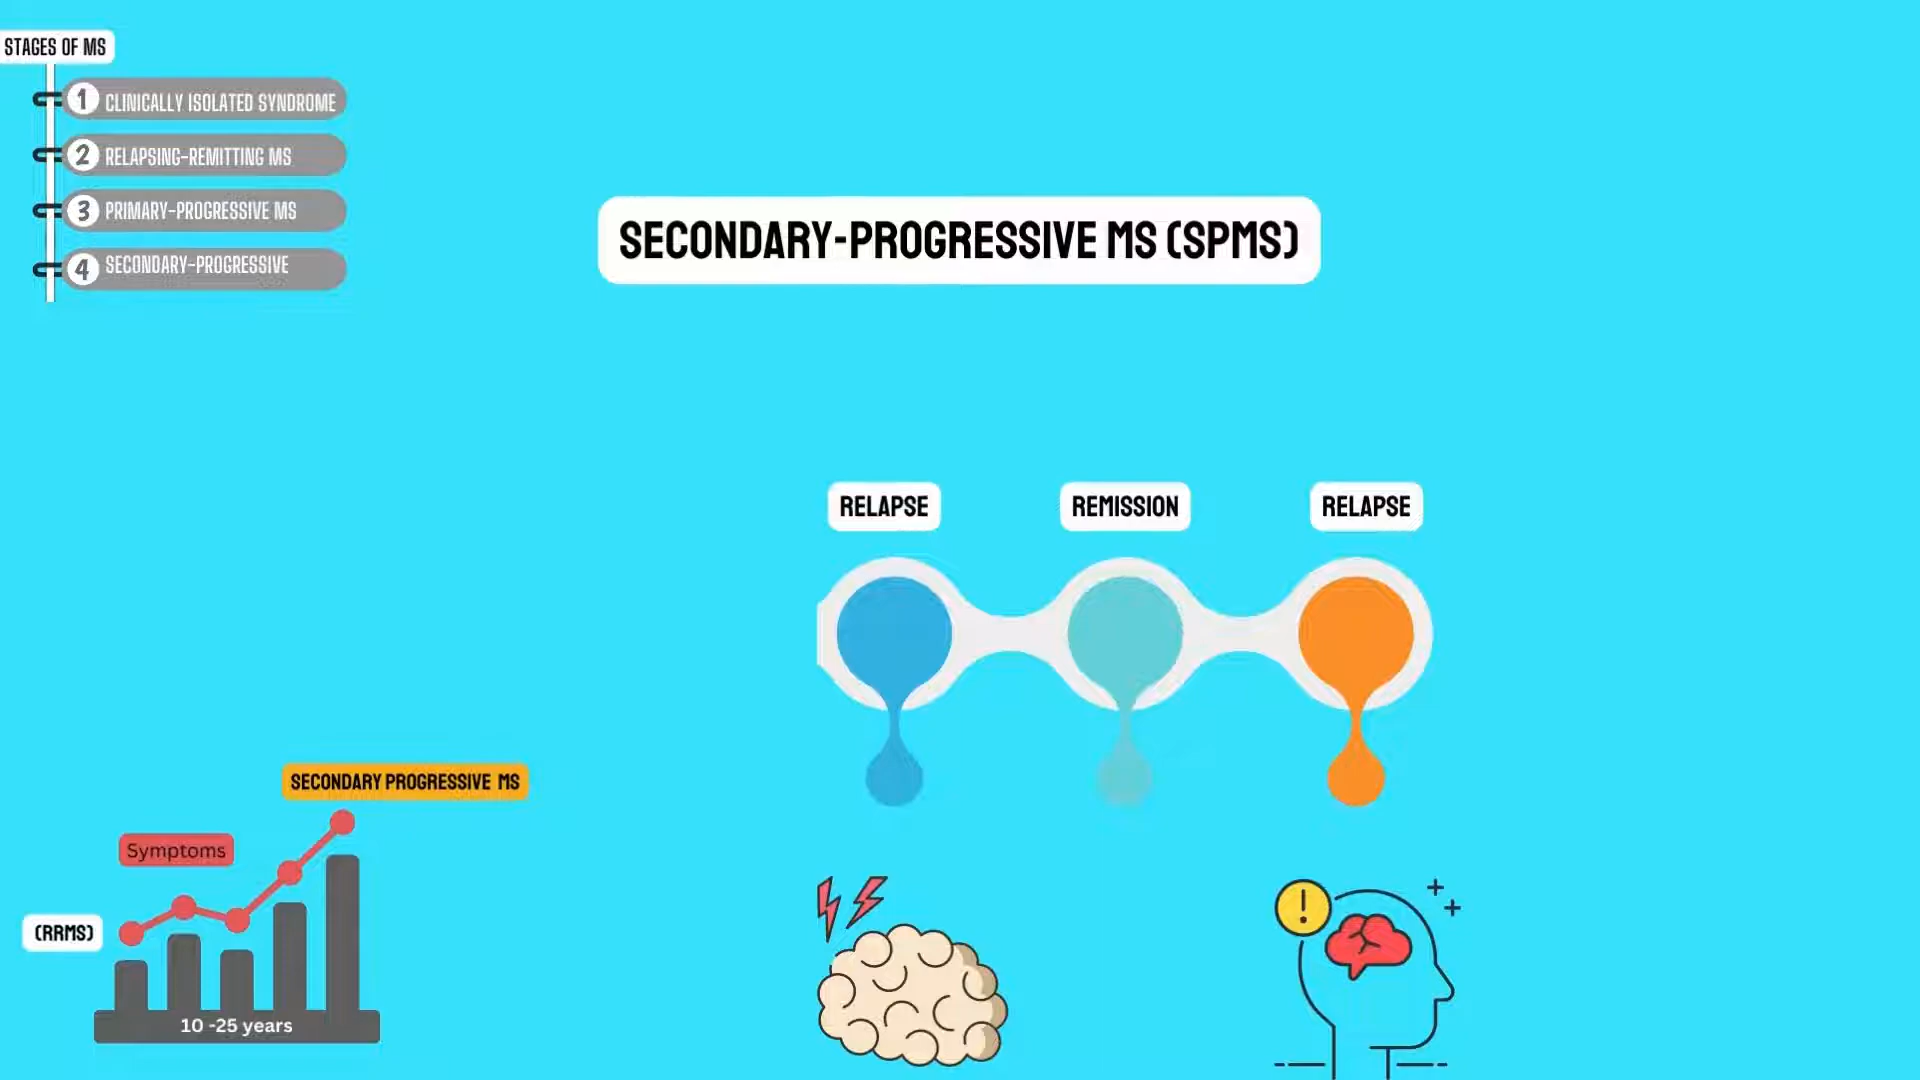 STAGES OF MS
1 CLINICALLY ISOLATED SYNDROME
2 RELAPSING-REMITTING MS
3 PRIMARY-PROGRESSIVE MS
4 SECONDARY-PROGRESSIVE
SECONDARY-PROGRESSIVE MS (SPMS)
RELAPSE REMISSION RELAPSE
SECONDARY PROGRESSIVE MS
Symptoms
(RRMS)
10 -25 years
!